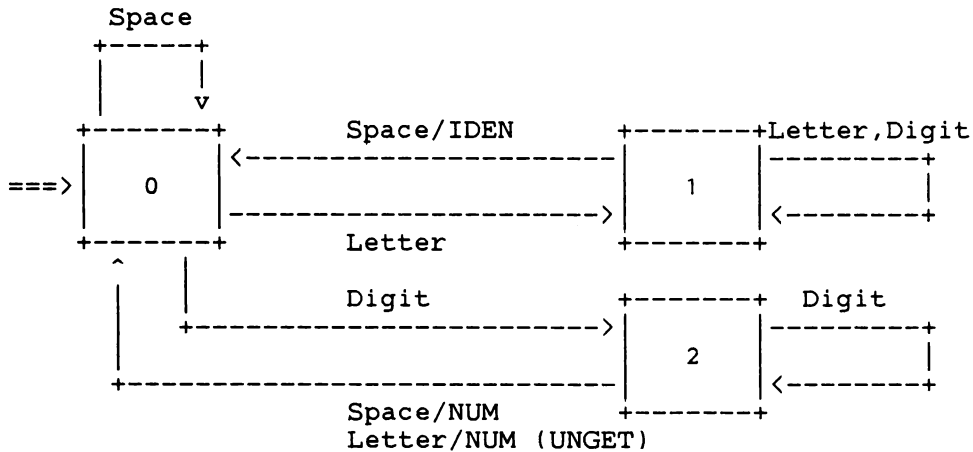 Space
Space/IDEN
Letter,Digit
===> 0
1
Letter
Digit
Digit
2
Space/NUM
Letter/NUM (UNGET)